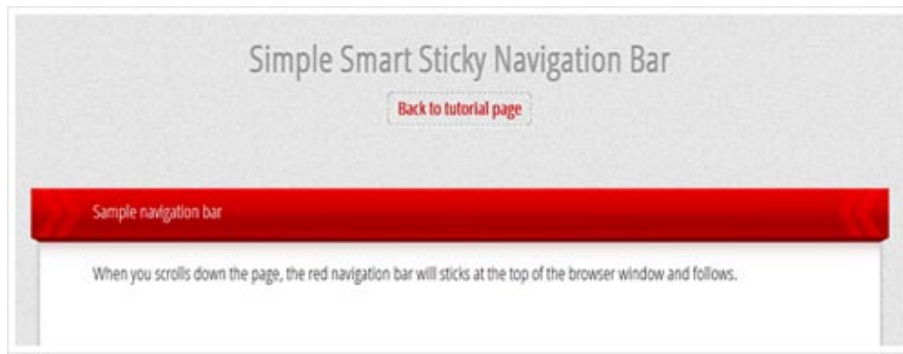 Simple Smart Sticky Navigation Bar
Back to tutorial page
Sample navigation bar
When you scrolls down the page, the red navigation bar will sticks at the top of the browser window and follows.